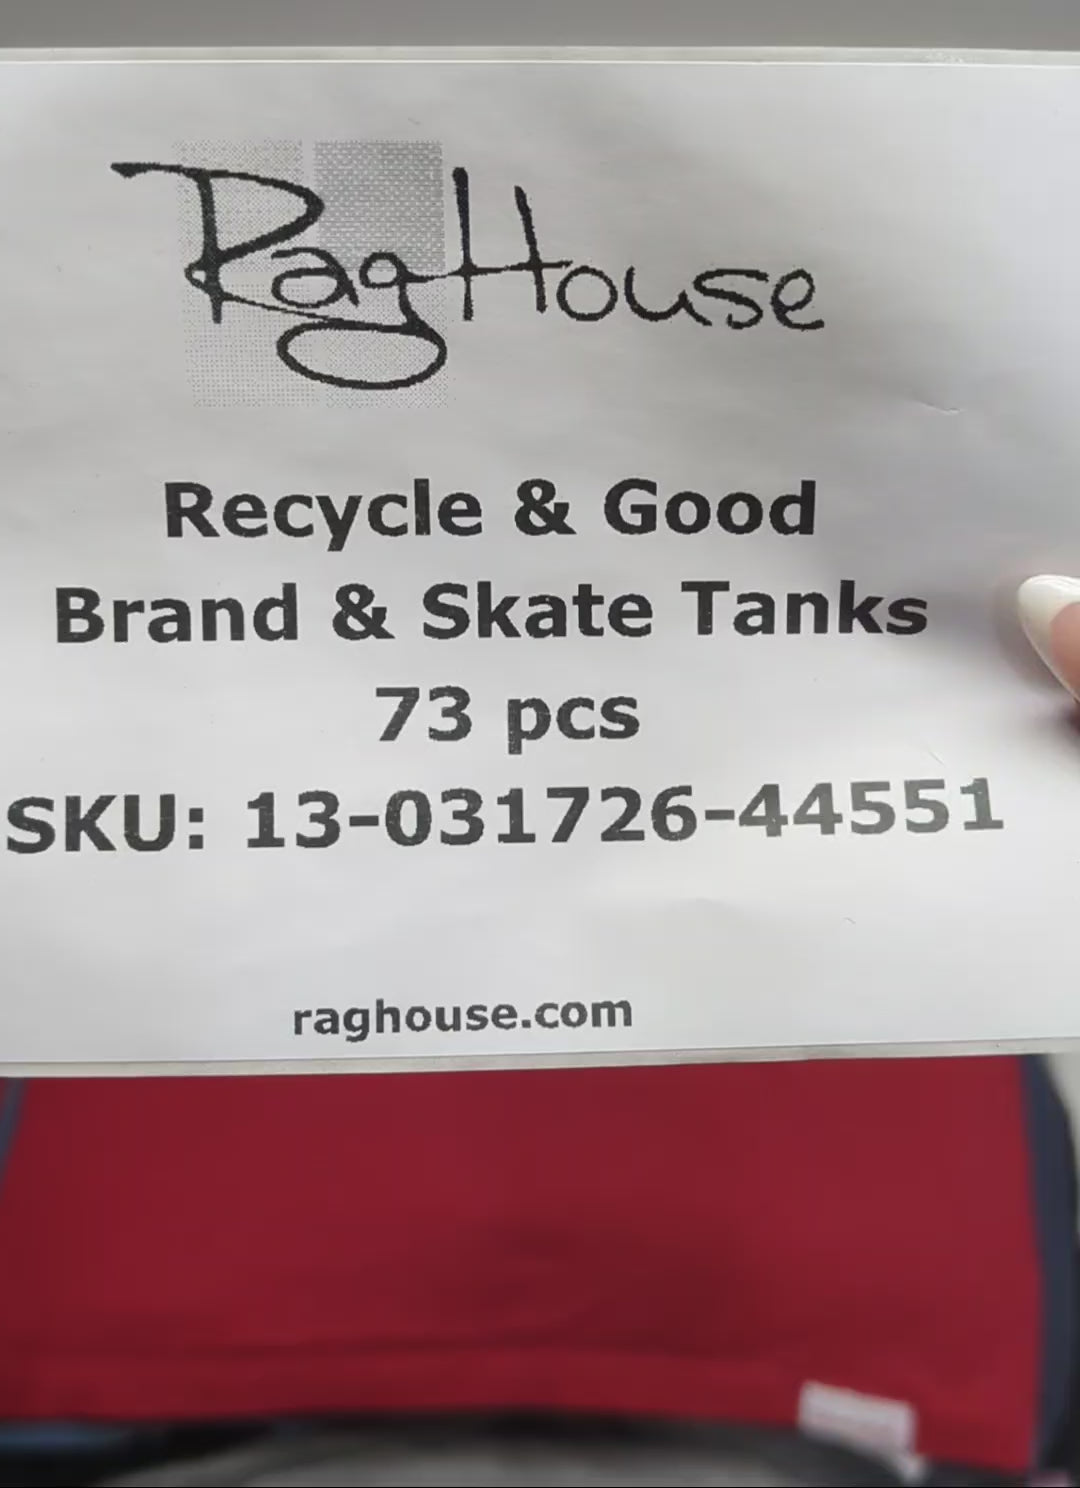 RagHouse
Recycle & Good
Brand & Skate Tanks
73 pcs
SKU: 13-031726-44551
raghouse.com